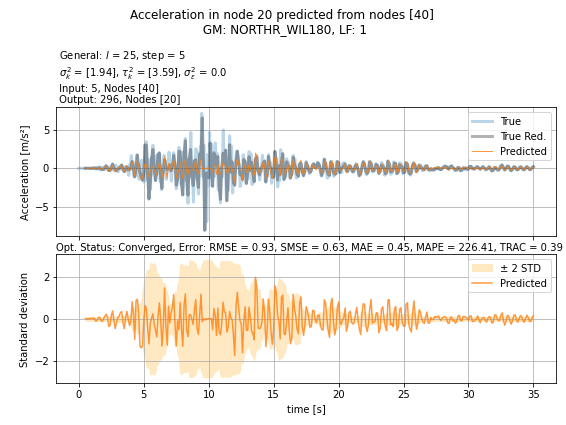 Acceleration in node 20 predicted from nodes [40]
GM: NORTHR_WIL180, LF: 1
General: l = 25, step = 5
σ²ₖ = [1.94], τ²ₖ = [3.59], σ²ε = 0.0
Input: 5, Nodes [40]
Output: 296, Nodes [20]
Acceleration [m/s²]
5
0
−5
True
True Red.
Predicted
Opt. Status: Converged, Error: RMSE = 0.93, SMSE = 0.63, MAE = 0.45, MAPE = 226.41, TRAC = 0.39
Standard deviation
2
0
−2
± 2 STD
Predicted
0 5 10 15 20 25 30 35
time [s]